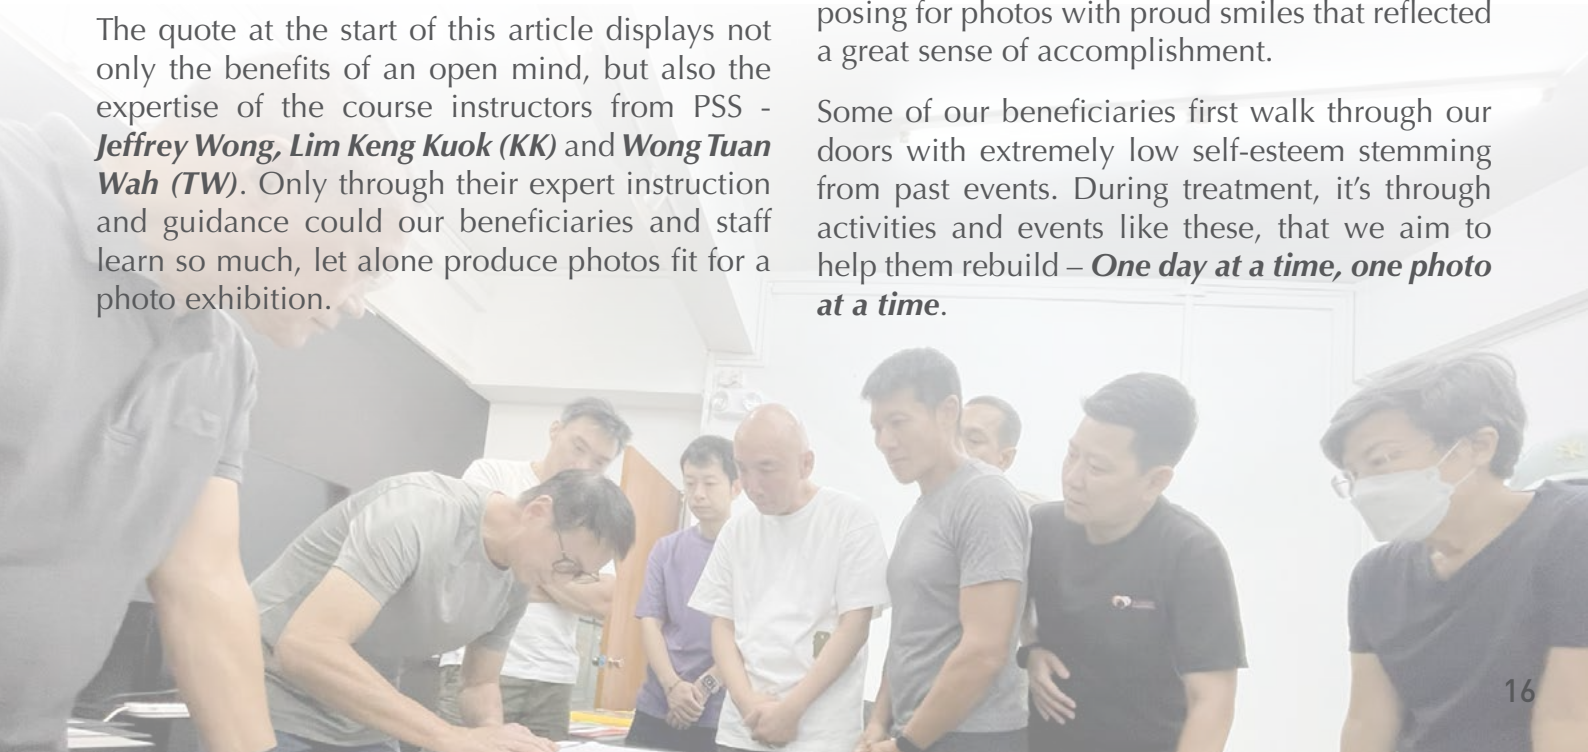 The quote at the start of this article displays not
only the benefits of an open mind, but also the
expertise of the course instructors from PSS -
Jeffrey Wong, Lim Keng Kuok (KK) and Wong Tuan
Wah (TW). Only through their expert instruction
and guidance could our beneficiaries and staff
learn so much, let alone produce photos fit for a
photo exhibition.
posing for photos with proud smiles that reflected
a great sense of accomplishment.
Some of our beneficiaries first walk through our
doors with extremely low self-esteem stemming
from past events. During treatment, it’s through
activities and events like these, that we aim to
help them rebuild – One day at a time, one photo
at a time.
16